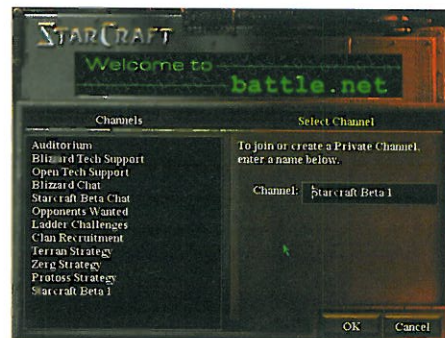 STARCRAFT
Welcome to
battle.net
Channels
Select Channel
Auditorium
Blizzard Tech Support
Open Tech Support
Blizzard Chat
Starcraft Beta Chat
Opponents Wanted
Ladder Challenges
Clan Recruitment
Terran Strategy
Zerg Strategy
Protoss Strategy
Starcraft Beta 1
To join or create a Private Channel,
enter a name below.
Channel: Starcraft Beta 1
OK
Cancel